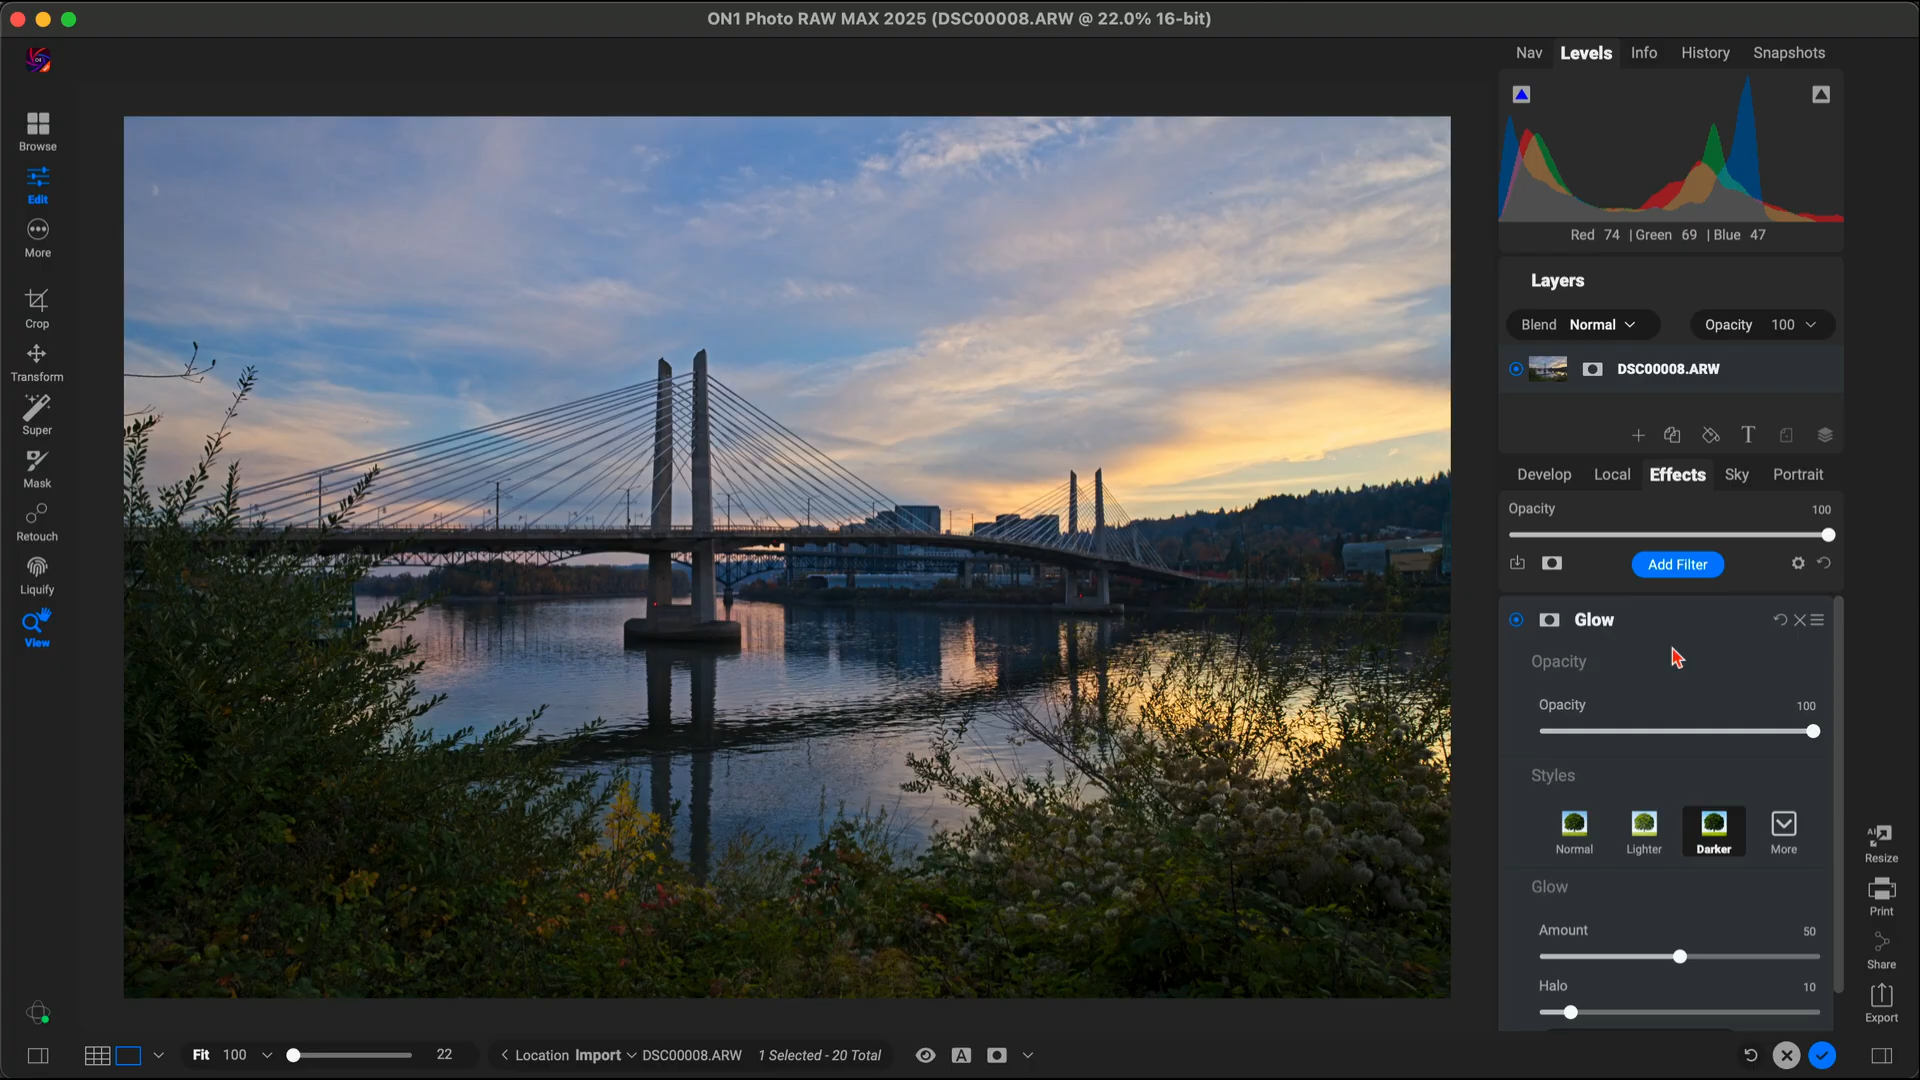 ON1 Photo RAW MAX 2025 (DSC00008.ARW @ 22.0% 16-bit)
Nav Levels Info History Snapshots
Browse
Edit
More
Crop
Transform
Super
Mask
Retouch
Liquify
View
Red 74 | Green 69 | Blue 47
Layers
Blend Normal Opacity 100
DSC00008.ARW
Develop Local Effects Sky Portrait
Opacity 100
Add Filter
Glow
Opacity
Opacity 100
Styles
Normal Lighter Darker More
Glow
Amount 50
Halo 10
AI
Resize
Print
Share
Export
Fit 100 22 Location Import DSC00008.ARW 1 Selected - 20 Total A